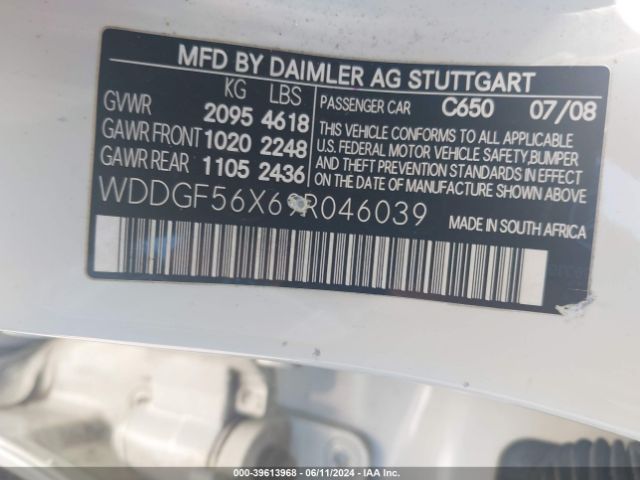 MFD BY DAIMLER AG STUTTGART
KG LBS
GVWR 2095 4618
GAWR FRONT 1020 2248
GAWR REAR 1105 2436
PASSENGER CAR C650 07/08
THIS VEHICLE CONFORMS TO ALL APPLICABLE
U.S. FEDERAL MOTOR VEHICLE SAFETY, BUMPER
AND THEFT PREVENTION STANDARDS IN EFFECT
ON THE DATE OF MANUFACTURE SHOWN ABOVE.
WDDGF56X69R046039
MADE IN SOUTH AFRICA
000-39613968 - 06/11/2024 - IAA Inc.